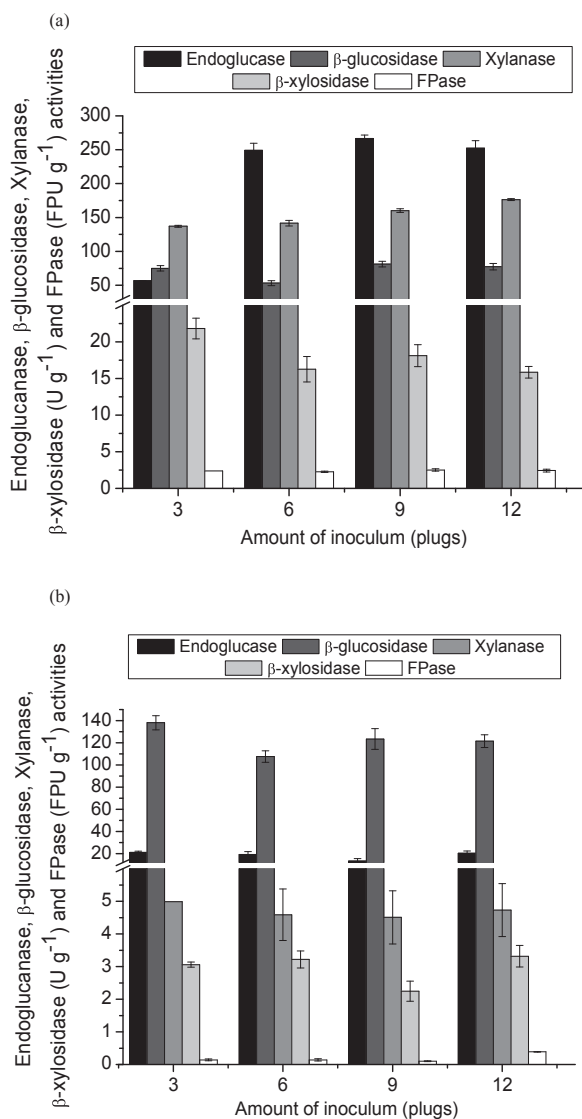 (a)
Endoglucase β-glucosidase Xylanase
β-xylosidase FPase
Endoglucanase, β-glucosidase, Xylanase,
β-xylosidase (U g⁻¹) and FPase (FPU g⁻¹) activities
300
250
200
150
100
50
20
15
10
5
0
3 6 9 12
Amount of inoculum (plugs)
(b)
Endoglucase β-glucosidase Xylanase
β-xylosidase FPase
Endoglucanase, β-glucosidase, Xylanase,
β-xylosidase (U g⁻¹) and FPase (FPU g⁻¹) activities
140
120
100
80
60
40
20
5
4
3
2
1
0
3 6 9 12
Amount of inoculum (plugs)